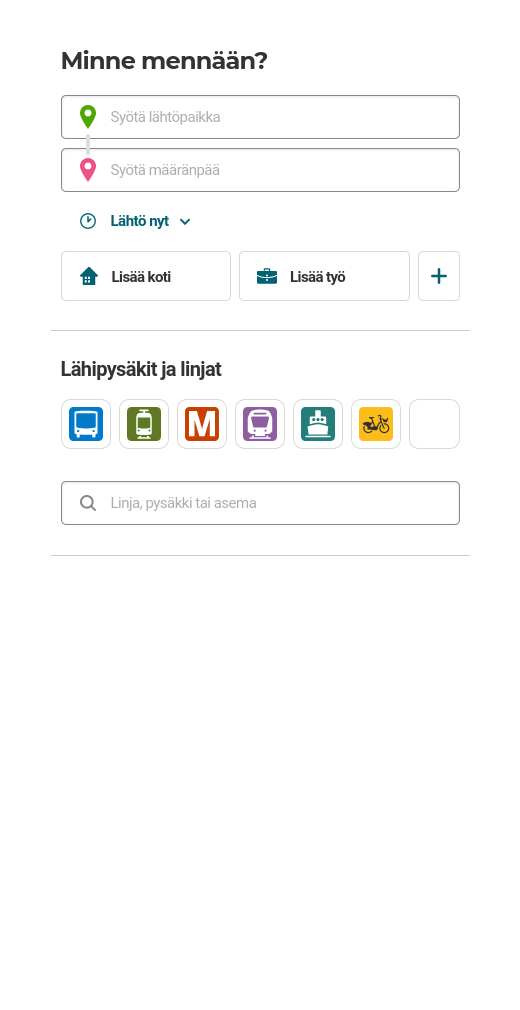 Minne mennään?
Syötä lähtöpaikka
Syötä määränpää
Lähtö nyt
Lisää koti
Lisää työ
Lähipysäkit ja linjat
M
Linja, pysäkki tai asema